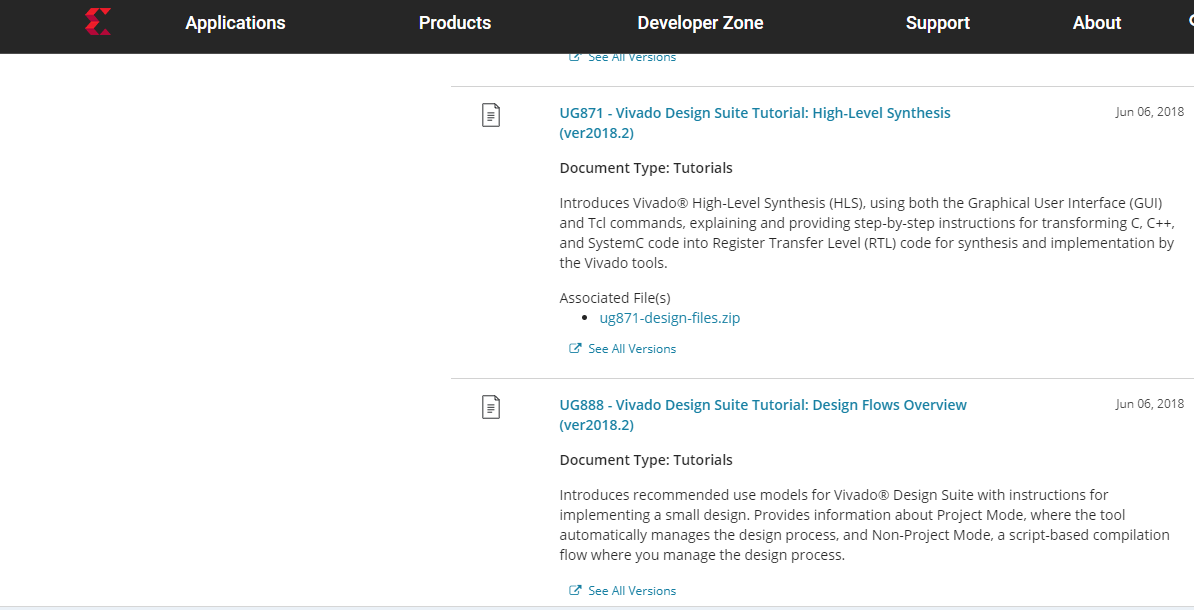 Applications Products Developer Zone Support About
See All Versions
UG871 - Vivado Design Suite Tutorial: High-Level Synthesis Jun 06, 2018
(ver2018.2)
Document Type: Tutorials
Introduces Vivado® High-Level Synthesis (HLS), using both the Graphical User Interface (GUI)
and Tcl commands, explaining and providing step-by-step instructions for transforming C, C++,
and SystemC code into Register Transfer Level (RTL) code for synthesis and implementation by
the Vivado tools.
Associated File(s)
• ug871-design-files.zip
See All Versions
UG888 - Vivado Design Suite Tutorial: Design Flows Overview Jun 06, 2018
(ver2018.2)
Document Type: Tutorials
Introduces recommended use models for Vivado® Design Suite with instructions for
implementing a small design. Provides information about Project Mode, where the tool
automatically manages the design process, and Non-Project Mode, a script-based compilation
flow where you manage the design process.
See All Versions